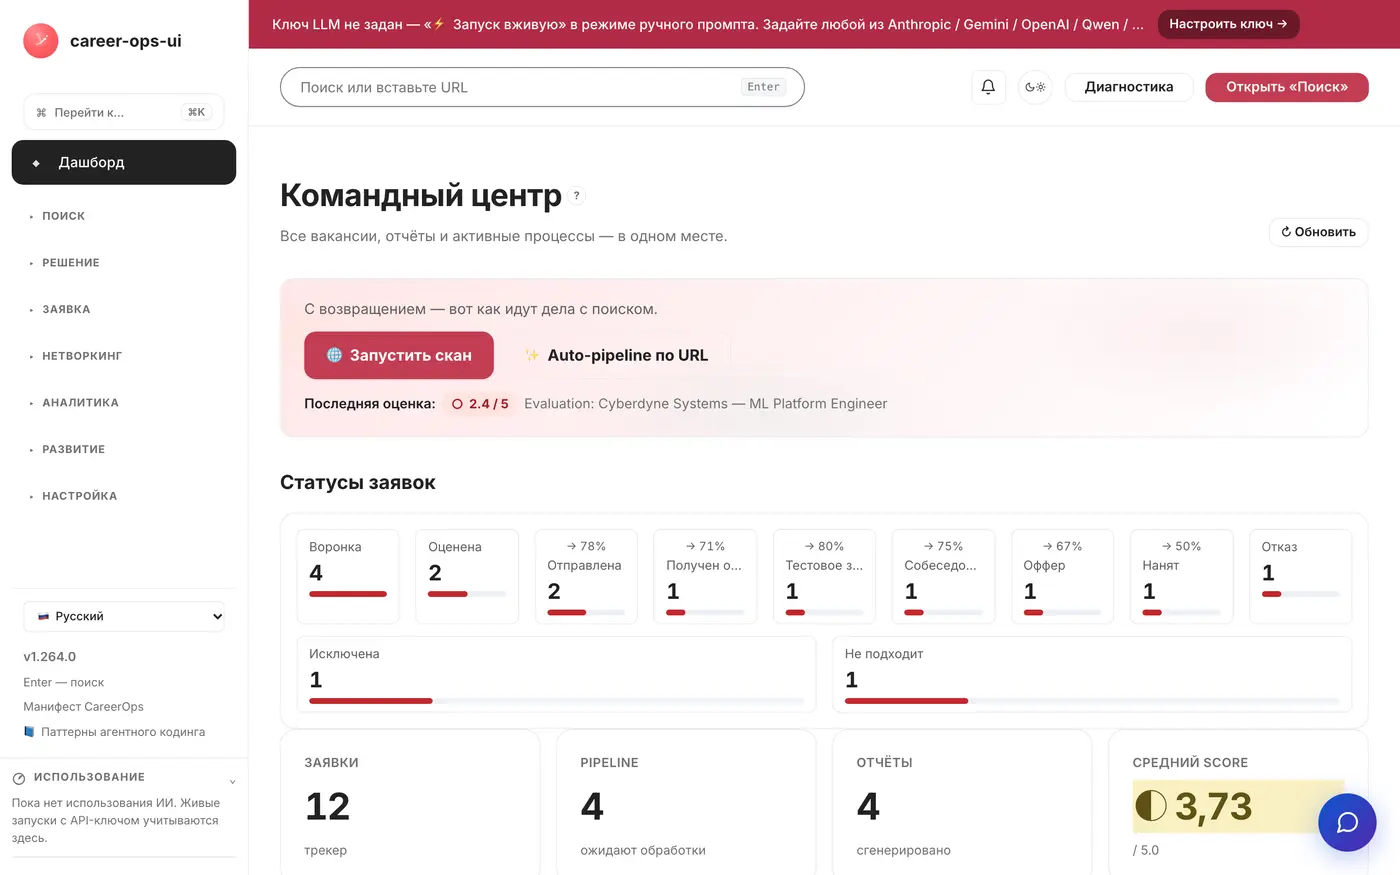 career-ops-ui
⌘ Перейти к... ⌘K
Дашборд
ПОИСК
РЕШЕНИЕ
ЗАЯВКА
НЕТВОРКИНГ
АНАЛИТИКА
РАЗВИТИЕ
НАСТРОЙКА
Русский
v1.264.0
Enter — поиск
Манифест CareerOps
Паттерны агентного кодинга
ИСПОЛЬЗОВАНИЕ
Пока нет использования ИИ. Живые
запуски с API-ключом учитываются
здесь.
Ключ LLM не задан — «⚡ Запуск вживую» в режиме ручного промпта. Задайте любой из Anthropic / Gemini / OpenAI / Qwen / ...
Настроить ключ →
Поиск или вставьте URL
Enter
Диагностика
Открыть «Поиск»
Командный центр ?
Все вакансии, отчёты и активные процессы — в одном месте.
↻ Обновить
С возвращением — вот как идут дела с поиском.
Запустить скан
Auto-pipeline по URL
Последняя оценка: 2.4 / 5 Evaluation: Cyberdyne Systems — ML Platform Engineer
Статусы заявок
Воронка
4
Оценена
2
→ 78%
Отправлена
2
→ 71%
Получен о...
1
→ 80%
Тестовое з...
1
→ 75%
Собеседо...
1
→ 67%
Оффер
1
→ 50%
Нанят
1
Отказ
1
Исключена
1
Не подходит
1
ЗАЯВКИ
12
трекер
PIPELINE
4
ожидают обработки
ОТЧЁТЫ
4
сгенерировано
СРЕДНИЙ SCORE
3,73
/ 5.0